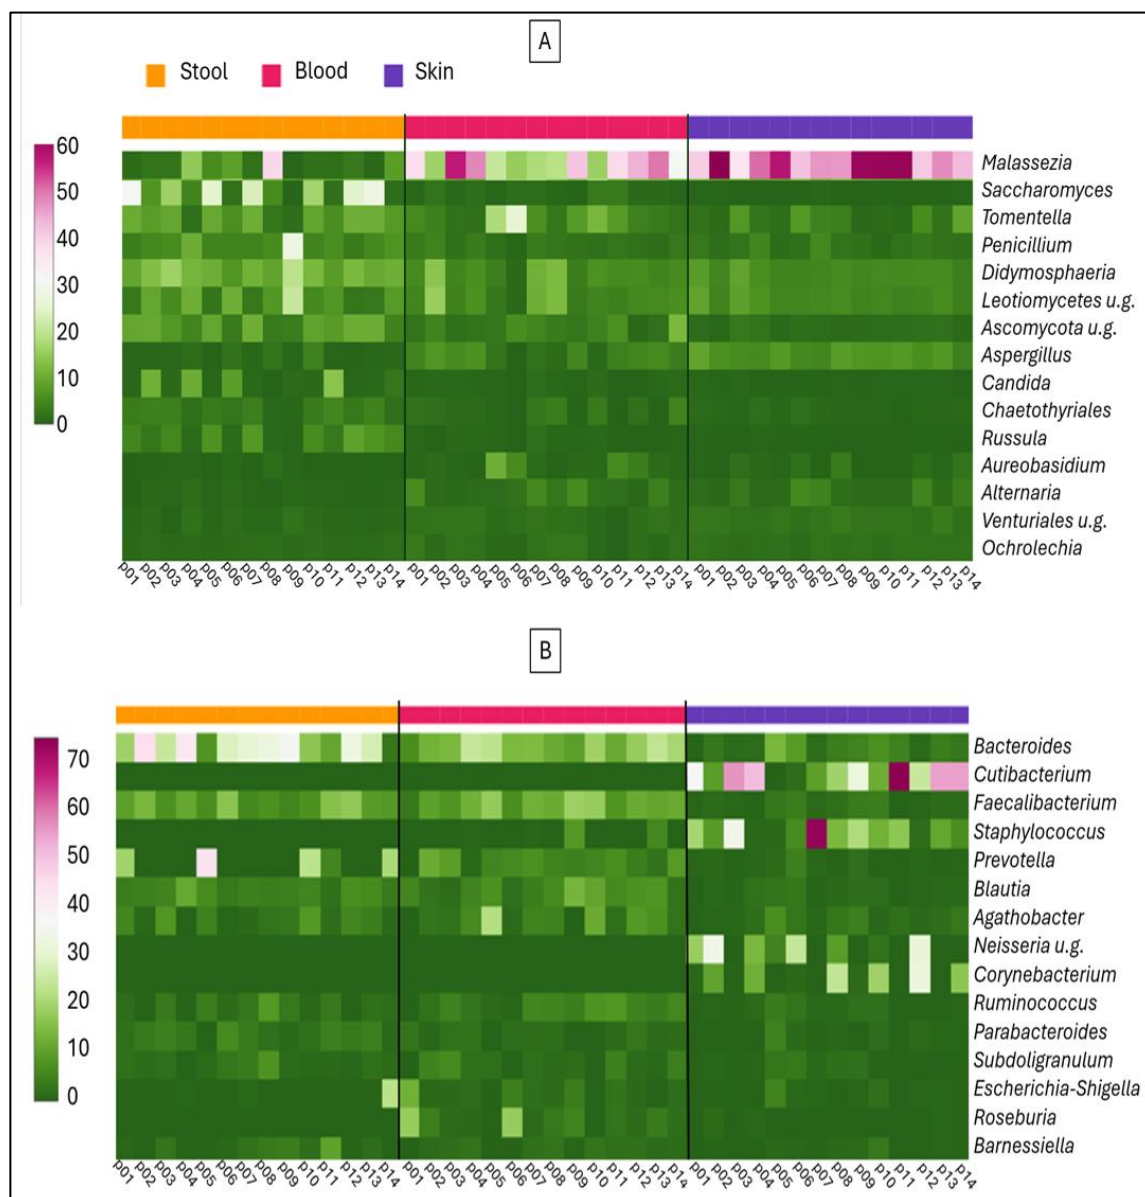 A
Stool Blood Skin
60
50
40
30
20
10
0
Malassezia
Saccharomyces
Tomentella
Penicillium
Didymosphaeria
Leotiomycetes u.g.
Ascomycota u.g.
Aspergillus
Candida
Chaetothyriales
Russula
Aureobasidium
Alternaria
Venturiales u.g.
Ochrolechia
p01 p02 p03 p04 p05 p06 p07 p08 p09 p10 p11 p12 p13 p14 p01 p02 p03 p04 p05 p06 p07 p08 p09 p10 p11 p12 p13 p14 p01 p02 p03 p04 p05 p06 p07 p08 p09 p10 p11 p12 p13 p14
B
70
60
50
40
30
20
10
0
Bacteroides
Cutibacterium
Faecalibacterium
Staphylococcus
Prevotella
Blautia
Agathobacter
Neisseria u.g.
Corynebacterium
Ruminococcus
Parabacteroides
Subdoligranulum
Escherichia-Shigella
Roseburia
Barnessiella
p01 p02 p03 p04 p05 p06 p07 p08 p09 p10 p11 p12 p13 p14 p01 p02 p03 p04 p05 p06 p07 p08 p09 p10 p11 p12 p13 p14 p01 p02 p03 p04 p05 p06 p07 p08 p09 p10 p11 p12 p13 p14